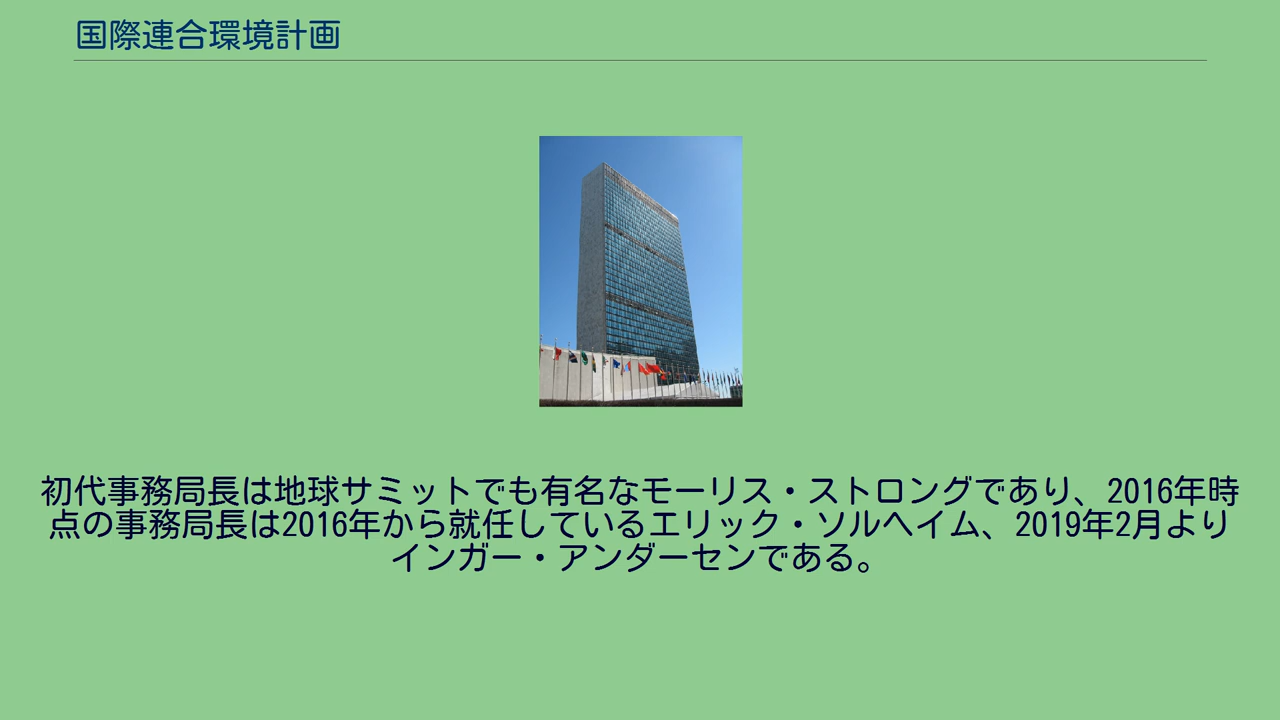 国際連合環境計画
初代事務局長は地球サミットでも有名なモーリス・ストロングであり、2016年時
点の事務局長は2016年から就任しているエリック・ソルヘイム、2019年2月より
インガー・アンダーセンである。